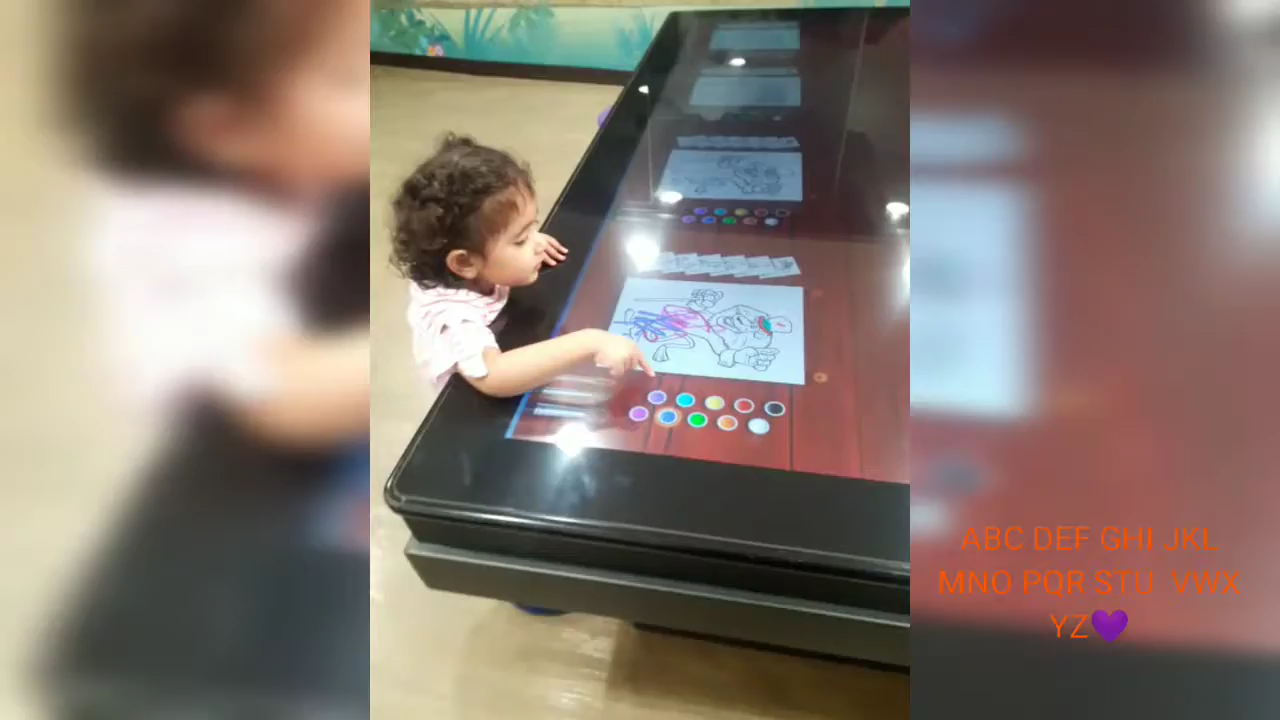 ABC DEF GHI JKL
MNO PQR STU VWX
YZ💜